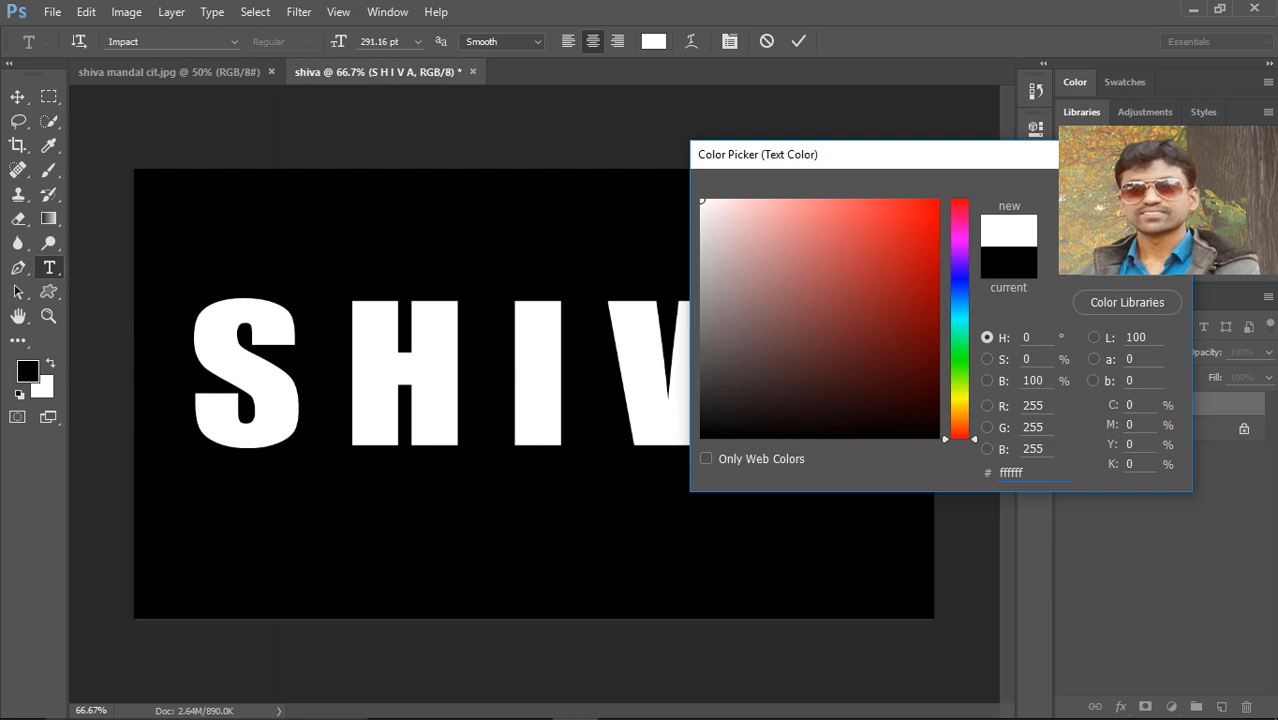 Ps File Edit Image Layer Type Select Filter View Window Help
T Impact Regular 291.16 pt aa Smooth Essentials
shiva mandal cit.jpg @ 50% (RGB/8#) × shiva @ 66.7% (S H I V A, RGB/8) * ×
Color Swatches
Libraries Adjustments Styles
Color Picker (Text Color)
new
current
Color Libraries
S H I V
H: 0 °
S: 0 %
B: 100 %
R: 255
G: 255
B: 255
# ffffff
L: 100
a: 0
b: 0
C: 0 %
M: 0 %
Y: 0 %
K: 0 %
Only Web Colors
Opacity: 100%
Fill: 100%
66.67% Doc: 2.64M/890.0K